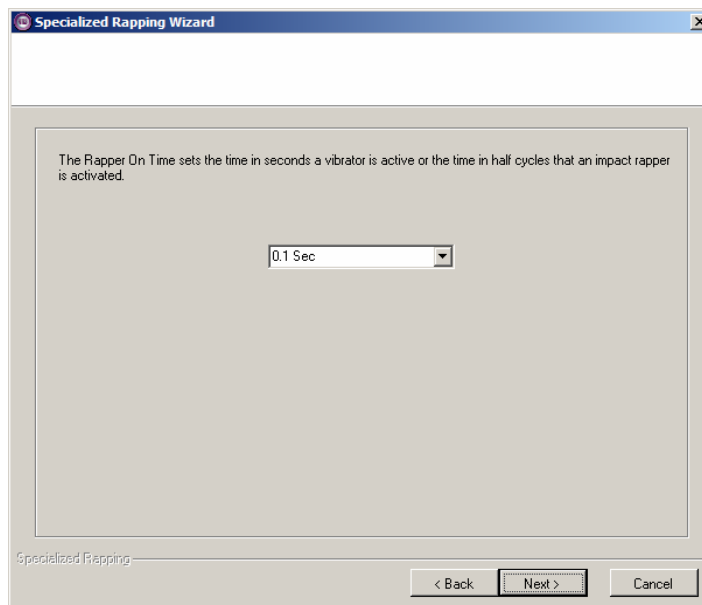 Specialized Rapping Wizard
The Rapper On Time sets the time in seconds a vibrator is active or the time in half cycles that an impact rapper
is activated.
0.1 Sec
Specialized Rapping
< Back
Next >
Cancel